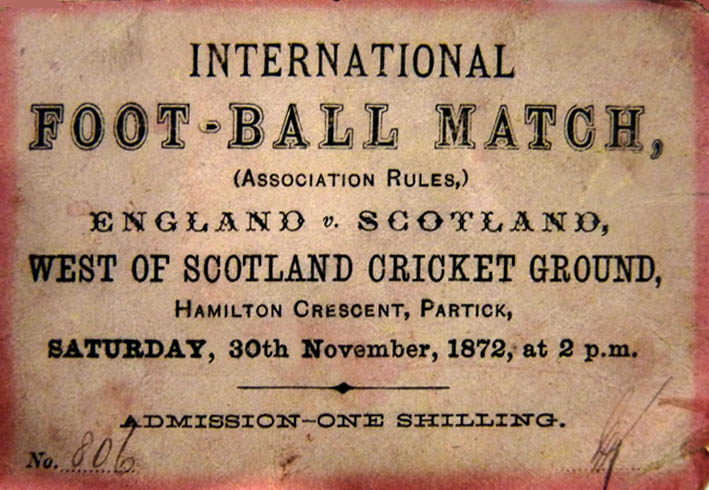 INTERNATIONAL
FOOT-BALL MATCH,
(ASSOCIATION RULES,)
ENGLAND v. SCOTLAND,
WEST OF SCOTLAND CRICKET GROUND,
HAMILTON CRESCENT, PARTICK,
SATURDAY, 30th November, 1872, at 2 p.m.
ADMISSION—ONE SHILLING.
No. 806